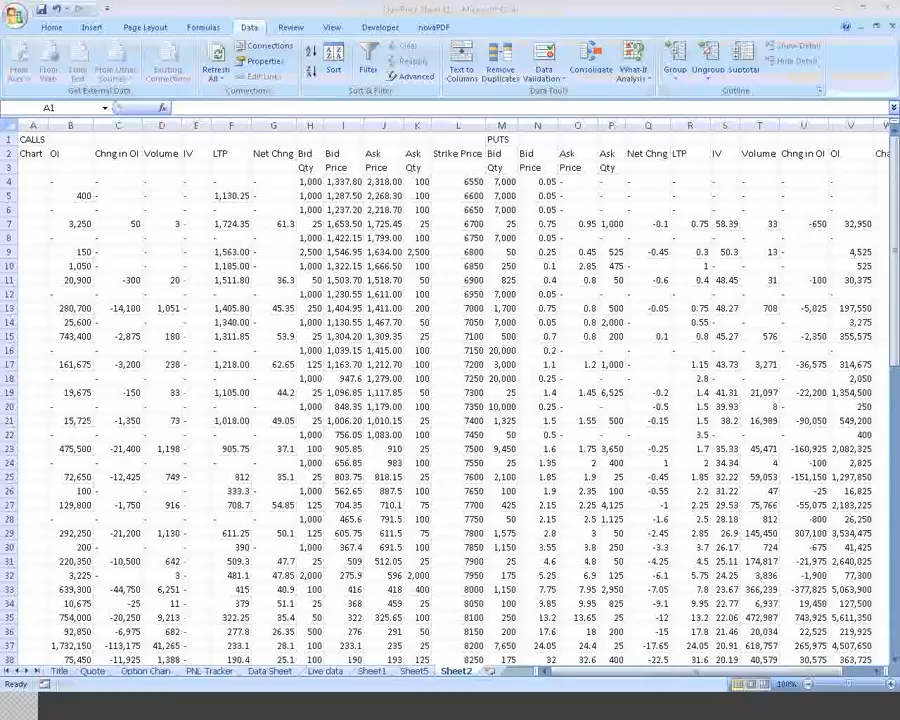 Home Insert Page Layout Formulas Data Review View Developer novaPDF
From Access From Web From Text From Other Sources Existing Connections Refresh All Connections Properties Edit Links Sort Filter Clear Reapply Advanced Text to Columns Remove Duplicates Data Validation Consolidate What-If Analysis Group Ungroup Subtotal Show Detail Hide Detail
Get External Data Connections Sort & Filter Data Tools Outline
A1 fx
A B C D E F G H I J K L M N O P Q R S T U V
1 CALLS PUTS
2 Chart OI Chng in OI Volume IV LTP Net Chng Bid Bid Ask Ask Strike Price Bid Bid Ask Ask Net Chng LTP IV Volume Chng in OI OI Cha
3 Qty Price Price Qty Qty Price Price Qty
4 - - - - - - 1,000 1,337.80 2,318.00 100 6550 7,000 0.05 - - - - - - - -
5 400 - - - 1,130.25 - 1,000 1,287.50 2,268.30 100 6600 7,000 0.05 - - - - - - - -
6 - - - - - - 1,000 1,237.20 2,218.70 100 6650 7,000 0.05 - - - - - - - -
7 3,250 50 3 - 1,724.35 61.3 25 1,653.50 1,725.45 25 6700 25 0.75 0.95 1,000 -0.1 0.75 58.39 33 -650 32,950
8 - - - - - - 1,000 1,422.15 1,799.00 100 6750 7,000 0.05 - - - - - - - -
9 150 - - - 1,563.00 - 2,500 1,546.95 1,634.00 2,500 6800 50 0.25 0.45 525 -0.45 0.3 50.3 13 - 4,525
10 1,050 - - - 1,185.00 - 1,000 1,322.15 1,666.50 100 6850 250 0.1 2.85 475 - 1 - - - 525
11 20,900 -300 20 - 1,511.80 36.3 50 1,503.70 1,518.70 50 6900 825 0.4 0.8 50 -0.6 0.4 48.45 31 -100 30,375
12 - - - - - - 1,000 1,230.55 1,611.00 100 6950 7,000 0.05 - - - - - - - -
13 280,700 -14,100 1,051 - 1,405.80 45.35 250 1,404.95 1,411.00 200 7000 1,700 0.75 0.8 500 -0.05 0.75 48.27 708 -5,025 197,550
14 25,600 - - - 1,340.00 - 1,000 1,130.55 1,467.70 50 7050 7,000 0.05 0.8 2,000 - 0.55 - - - 3,275
15 743,400 -2,875 180 - 1,311.85 53.9 25 1,304.20 1,309.35 25 7100 500 0.7 0.8 200 0.1 0.8 45.27 576 -2,350 355,575
16 - - - - - - 1,000 1,039.15 1,415.00 100 7150 20,000 0.2 - - - - - - - -
17 161,675 -3,200 238 - 1,218.00 62.65 125 1,163.70 1,212.70 100 7200 3,000 1.1 1.2 1,000 - 1.15 43.73 3,271 -36,575 314,675
18 - - - - - - 1,000 947.6 1,279.00 100 7250 20,000 0.25 - - - 2.8 - - - 2,050
19 19,675 -150 33 - 1,105.00 44.2 25 1,096.85 1,117.85 50 7300 25 1.4 1.45 6,525 -0.2 1.4 41.31 21,097 -22,200 1,354,500
20 - - - - - - 1,000 848.35 1,179.00 100 7350 10,000 0.25 - - -0.5 1.5 39.93 8 - 250
21 15,725 -1,350 73 - 1,018.00 49.05 100 1,006.20 1,010.15 25 7400 1,325 1.5 1.55 500 -0.15 1.5 38.2 16,989 -90,050 549,200
22 - - - - - - 1,000 756.05 1,083.00 100 7450 50 0.5 - - - 3.5 - - - 400
23 475,500 -21,400 1,198 - 905.75 37.1 100 905.85 910 25 7500 9,450 1.6 1.75 3,650 -0.25 1.7 35.33 45,471 -160,925 2,082,325
24 - - - - - - 1,000 656.85 983 100 7550 25 1.35 2 400 1 2 34.34 4 -100 2,825
25 72,650 -12,425 749 - 812 35.1 25 803.75 818.15 25 7600 2,100 1.85 1.9 25 -0.45 1.85 32.22 59,053 -151,150 1,297,850
26 100 - - - 333.3 - 1,000 562.65 887.5 100 7650 100 1.9 2.35 100 -0.55 2.2 31.22 47 -25 16,825
27 129,800 -1,750 916 - 708.7 54.85 100 704.35 710.1 75 7700 425 2.15 2.25 4,125 -1 2.25 29.53 75,766 -55,075 2,183,225
28 - - - - - - 1,000 465.6 791.5 100 7750 50 2.15 2.5 1,125 -1.6 2.5 28.18 812 -800 26,250
29 292,250 -21,200 1,130 - 611.25 50.1 125 605.75 611.5 75 7800 1,575 2.8 3 50 -2.45 2.85 26.9 145,450 307,100 3,534,475
30 200 - - - 390 - 1,000 367.4 691.5 100 7850 1,150 3.55 3.8 250 -3.3 3.7 26.17 724 -675 41,425
31 220,350 -10,500 642 - 509.3 47.7 25 509 512.05 25 7900 25 4.6 4.8 50 -4.25 4.5 25.11 174,817 -21,975 2,640,025
32 3,225 - 3 - 481.1 47.85 2,000 275.9 596 2,000 7950 175 5.25 6.9 125 -6.1 5.75 24.25 3,836 -1,900 77,300
33 639,300 -44,750 6,251 - 415 40.9 100 416 418 400 8000 1,150 7.75 7.95 2,950 -7.05 7.8 23.67 366,239 -377,825 5,063,900
34 10,675 -25 11 - 379 51.1 25 368 459 25 8050 100 9.85 9.95 825 -9.1 9.95 22.77 6,937 19,450 127,500
35 754,000 -20,250 9,213 - 322.25 35.4 50 322 325.65 100 8100 250 13.2 13.65 25 -12 13.2 22.06 472,987 743,925 5,611,350
36 92,850 -6,975 682 - 277.8 26.35 500 276 291 50 8150 200 17.6 18 200 -15 17.8 21.46 20,034 22,525 219,925
37 1,732,150 -113,175 41,265 - 233.1 28.1 100 233.1 235 25 8200 7,650 24.05 24.4 50 -17.65 24.05 20.91 618,757 265,975 4,507,650
38 75,450 -11,925 1,388 - 190.4 25.1 100 190 193 125 8250 175 32 32.6 400 -22.5 31.6 20.19 40,579 30,575 363,725
Title Quote Option Chain PNL Tracker Data Sheet Live data Sheet1 Sheet5 Sheet2
Ready 100%